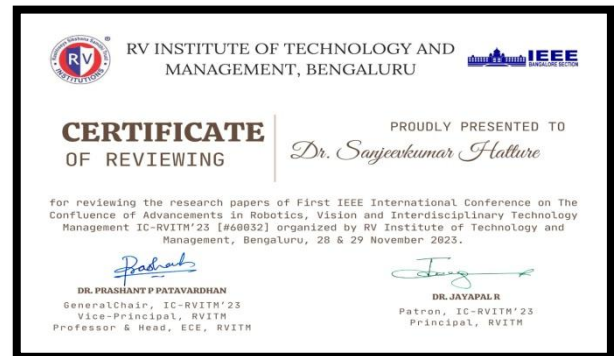 RV
INSTITUTIONS
RV INSTITUTE OF TECHNOLOGY AND
MANAGEMENT, BENGALURU
IEEE
BANGALORE SECTION
CERTIFICATE
OF REVIEWING
PROUDLY PRESENTED TO
Dr. Sanjeevkumar Hatture
for reviewing the research papers of First IEEE International Conference on The
Confluence of Advancements in Robotics, Vision and Interdisciplinary Technology
Management IC-RVITM'23 [#60032] organized by RV Institute of Technology and
Management, Bengaluru, 28 & 29 November 2023.
DR. PRASHANT P PATAVARDHAN
GeneralChair, IC-RVITM'23
Vice-Principal, RVITM
Professor & Head, ECE, RVITM
DR. JAYAPAL R
Patron, IC-RVITM'23
Principal, RVITM